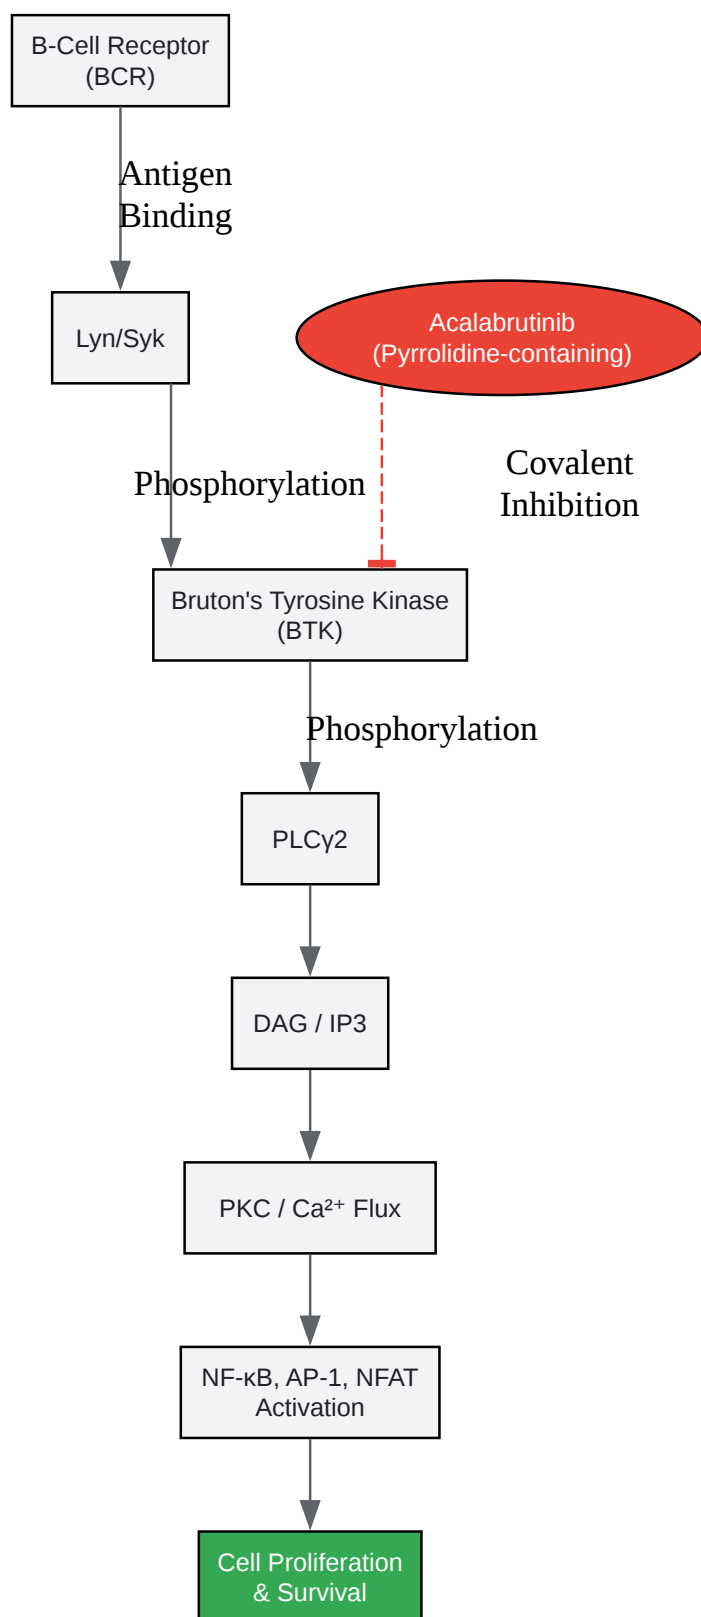 B-Cell Receptor
(BCR)
Antigen
Binding
Lyn/Syk
Acalabrutinib
(Pyrrolidine-containing)
Phosphorylation
Covalent
Inhibition
Bruton's Tyrosine Kinase
(BTK)
Phosphorylation
PLCγ2
DAG / IP3
PKC / Ca²⁺ Flux
NF-κB, AP-1, NFAT
Activation
Cell Proliferation
& Survival